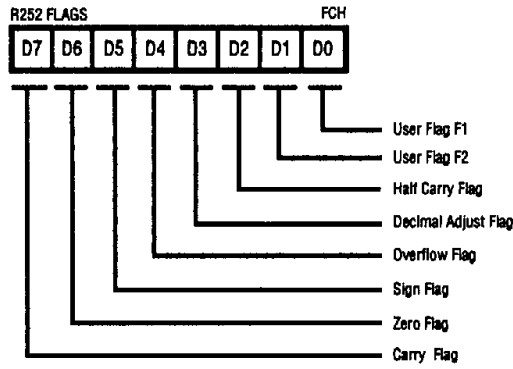 R252 FLAGS FCH
D7 D6 D5 D4 D3 D2 D1 D0
User Flag F1
User Flag F2
Half Carry Flag
Decimal Adjust Flag
Overflow Flag
Sign Flag
Zero Flag
Carry Flag